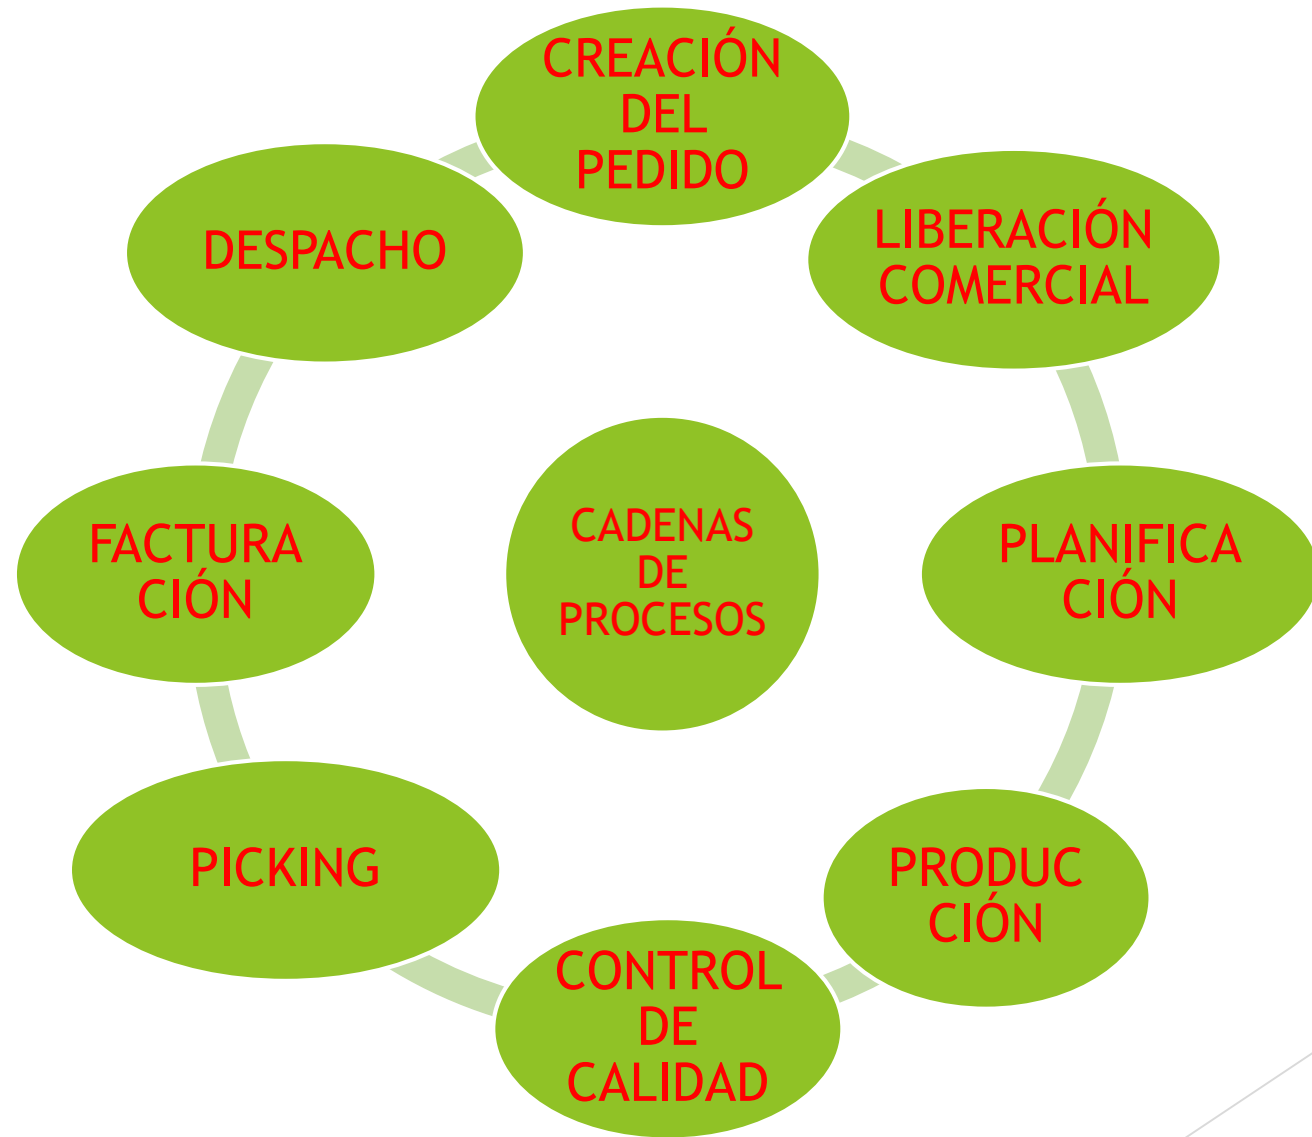 CREACIÓN
DEL
PEDIDO
LIBERACIÓN
COMERCIAL
PLANIFICA
CIÓN
PRODUC
CIÓN
CONTROL
DE
CALIDAD
PICKING
FACTURA
CIÓN
DESPACHO
CADENAS
DE
PROCESOS